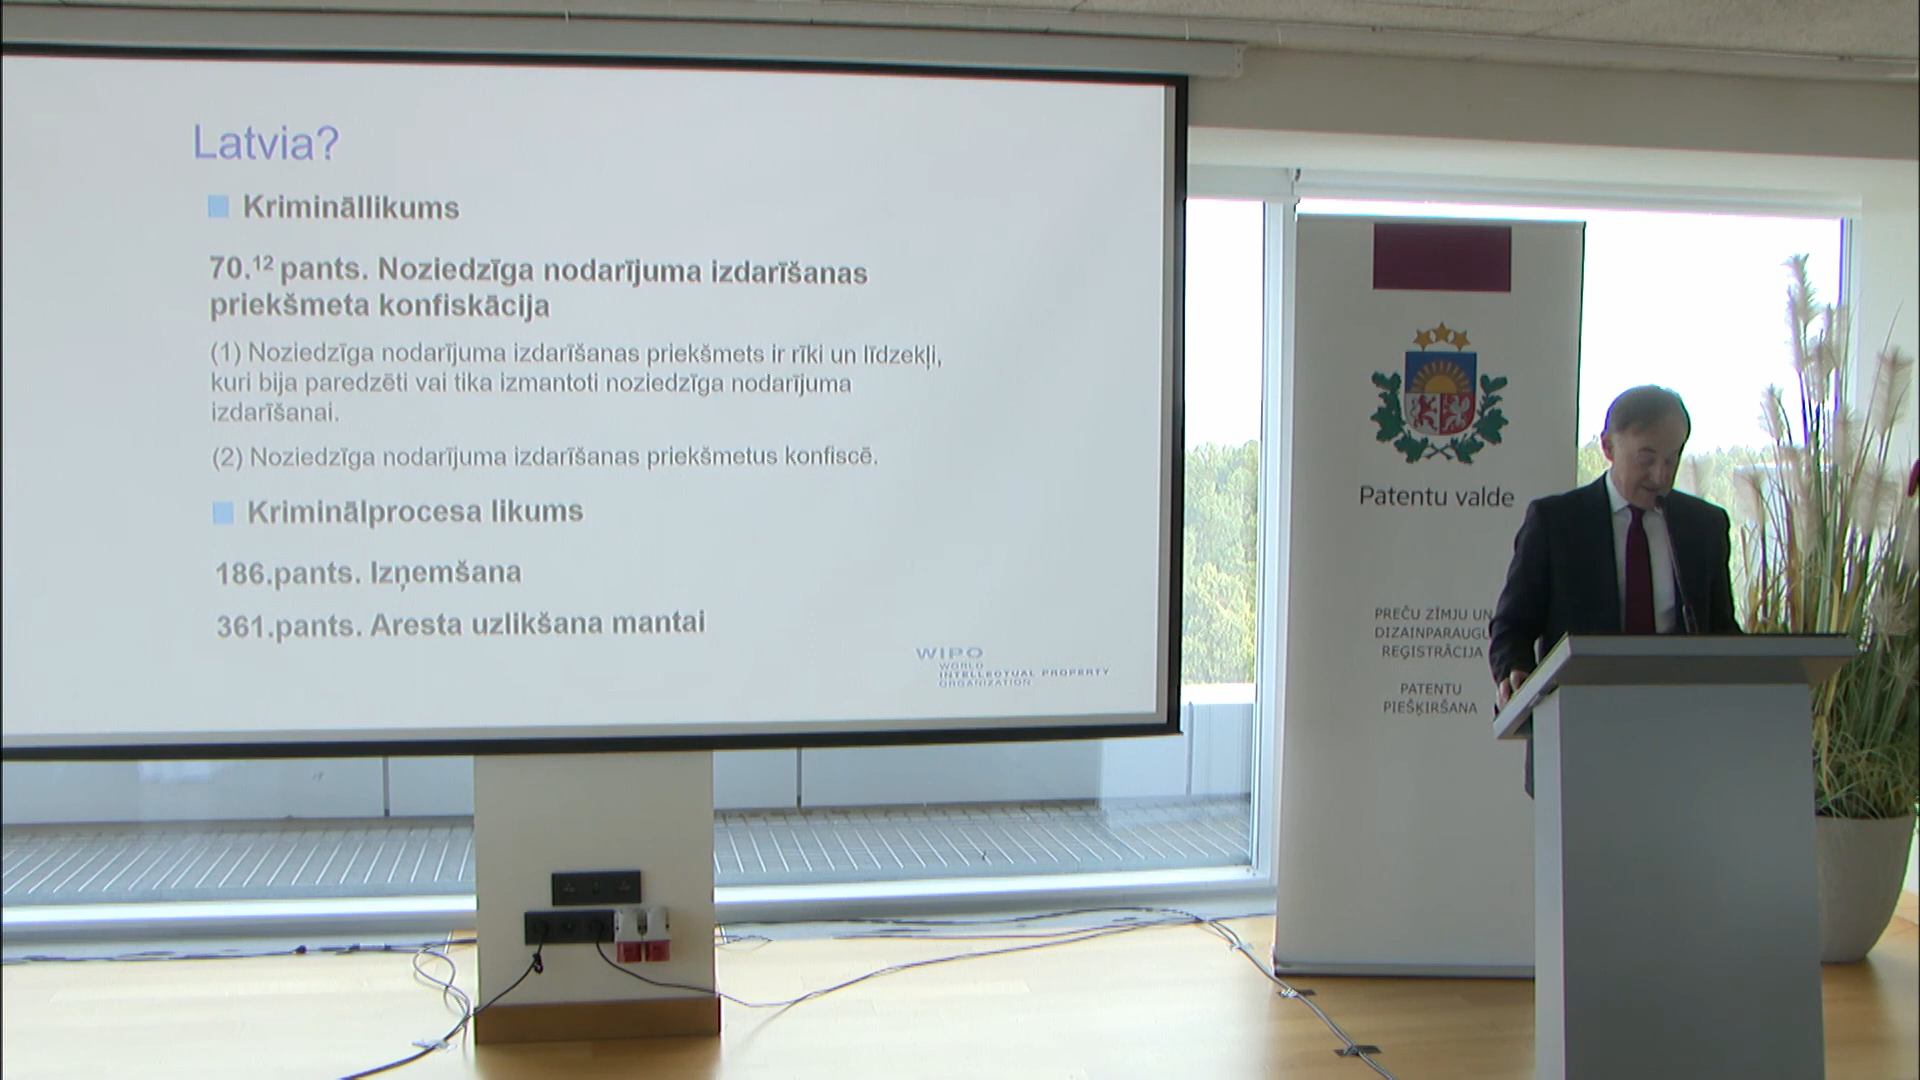 Latvia?
Krimināllikums
70.¹² pants. Noziedzīga nodarījuma izdarīšanas
priekšmeta konfiskācija
(1) Noziedzīga nodarījuma izdarīšanas priekšmets ir rīki un līdzekļi,
kuri bija paredzēti vai tika izmantoti noziedzīga nodarījuma
izdarīšanai.
(2) Noziedzīga nodarījuma izdarīšanas priekšmetus konfiscē.
Kriminālprocesa likums
186.pants. Izņemšana
361.pants. Aresta uzlikšana mantai
WIPO
WORLD
INTELLECTUAL PROPERTY
ORGANIZATION
Patentu valde
PREČU ZĪMJU UN
DIZAINPARAUGU
REĢISTRĀCIJA
PATENTU
PIEŠĶIRŠANA